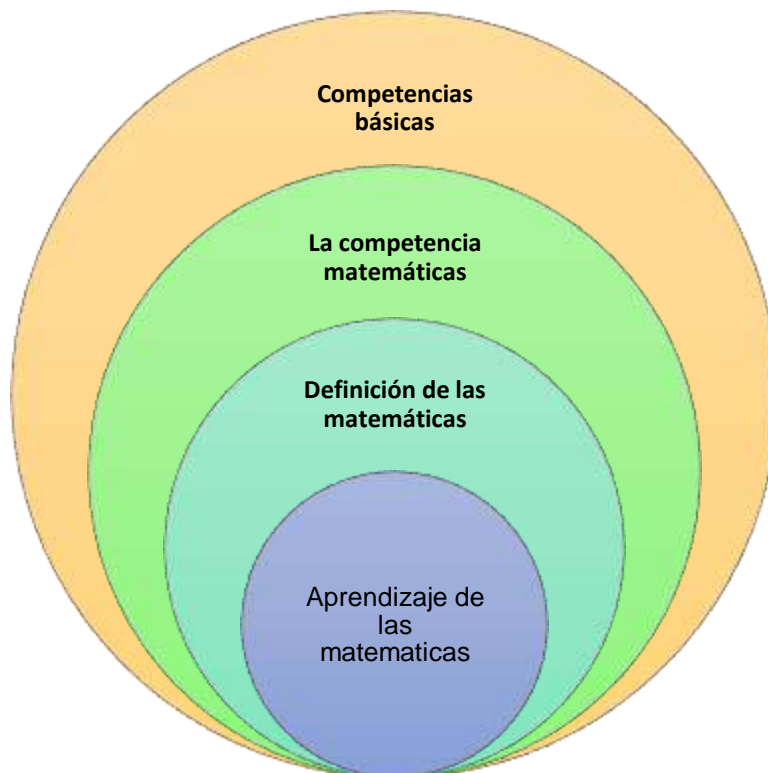 Competencias
básicas
La competencia
matemáticas
Definición de las
matemáticas
Aprendizaje de
las
matematicas